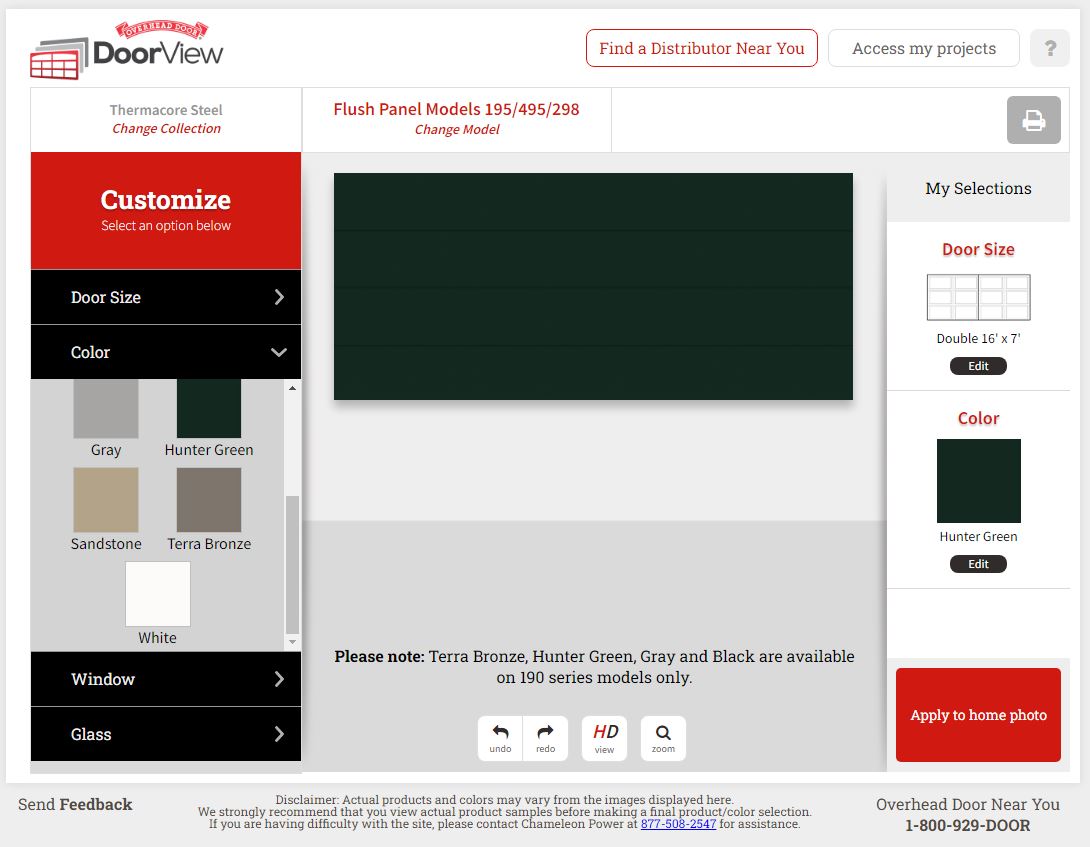 OVERHEAD DOOR
DoorView
Find a Distributor Near You
Access my projects
?
Thermacore Steel
Change Collection
Flush Panel Models 195/495/298
Change Model
Customize
Select an option below
Door Size
Color
Gray
Hunter Green
Sandstone
Terra Bronze
White
Window
Glass
Please note: Terra Bronze, Hunter Green, Gray and Black are available
on 190 series models only.
undo
redo
HD
view
zoom
My Selections
Door Size
Double 16' x 7'
Edit
Color
Hunter Green
Edit
Apply to home photo
Send Feedback
Disclaimer: Actual products and colors may vary from the images displayed here.
We strongly recommend that you view actual product samples before making a final product/color selection.
If you are having difficulty with the site, please contact Chameleon Power at 877-508-2547 for assistance.
Overhead Door Near You
1-800-929-DOOR